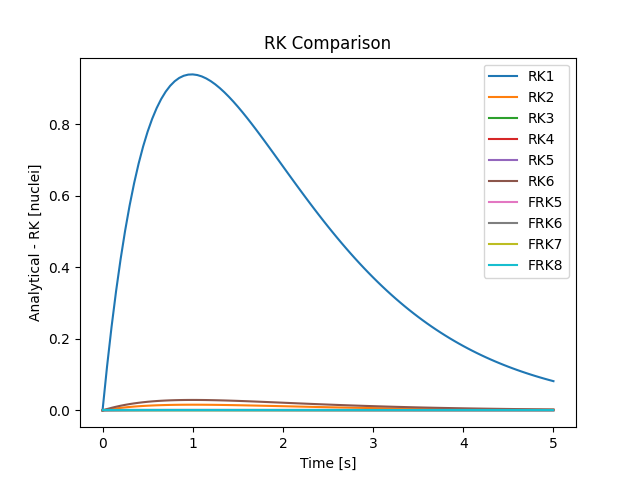 RK Comparison
Analytical - RK [nuclei]
0.8
0.6
0.4
0.2
0.0
RK1
RK2
RK3
RK4
RK5
RK6
FRK5
FRK6
FRK7
FRK8
0 1 2 3 4 5
Time [s]